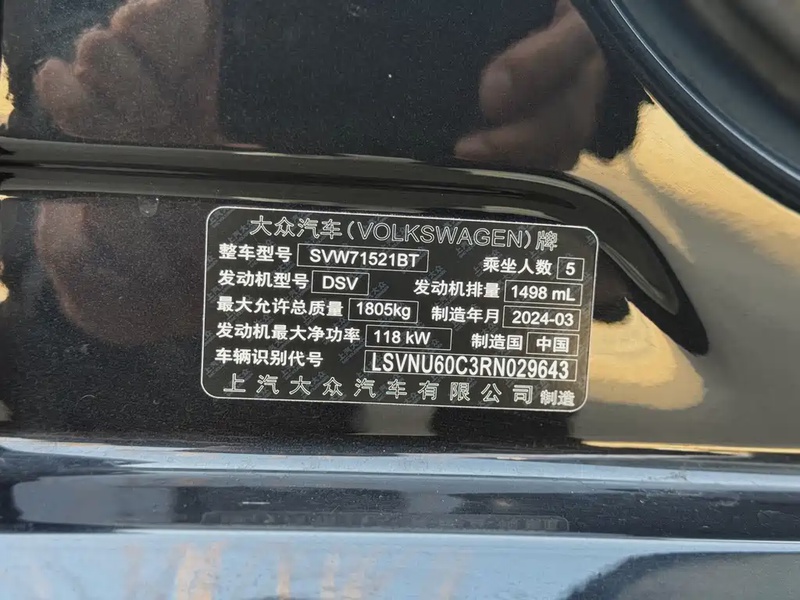 大众汽车(VOLKSWAGEN)牌
整车型号 SVW71521BT 乘坐人数 5
发动机型号 DSV 发动机排量 1498 mL
最大允许总质量 1805kg 制造年月 2024-03
发动机最大净功率 118 kW 制造国 中国
车辆识别代号 LSVNU60C3RN029643
上汽大众汽车有限公司 制造